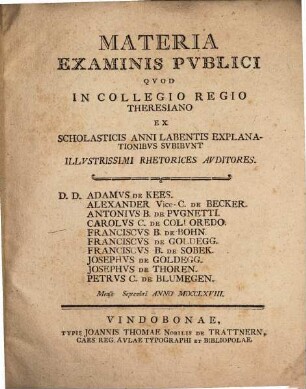 MATERIA
EXAMINIS PVBLICI
QVOD
IN COLLEGIO REGIO
THERESIANO
EX
SCHOLASTICIS ANNI LABENTIS EXPLANA-
TIONIBVS SVBIBVNT
ILLVSTRISSIMI RHETORICES AVDITORES.
D. D. ADAMVS DE KEES.
ALEXANDER Vice-C. DE BECKER.
ANTONIVS B. DE PVGNETTI.
CAROLVS C. DE COLLOREDO.
FRANCISCVS B. DE BOHN.
FRANCISCVS DE GOLDEGG.
FRANCISCVS B. DE SOBEK.
JOSEPHVS DE GOLDEGG.
JOSEPHVS DE THOREN.
PETRVS C. DE BLUMEGEN.
Mense Septembri ANNO MDCCLXVIII.
VINDOBONAE,
TYPIS JOANNIS THOMAE NOBILIS DE TRATTNERN,
CAES REG. AVLAE TYPOGRAPHI ET BIBLIOPOLAE.